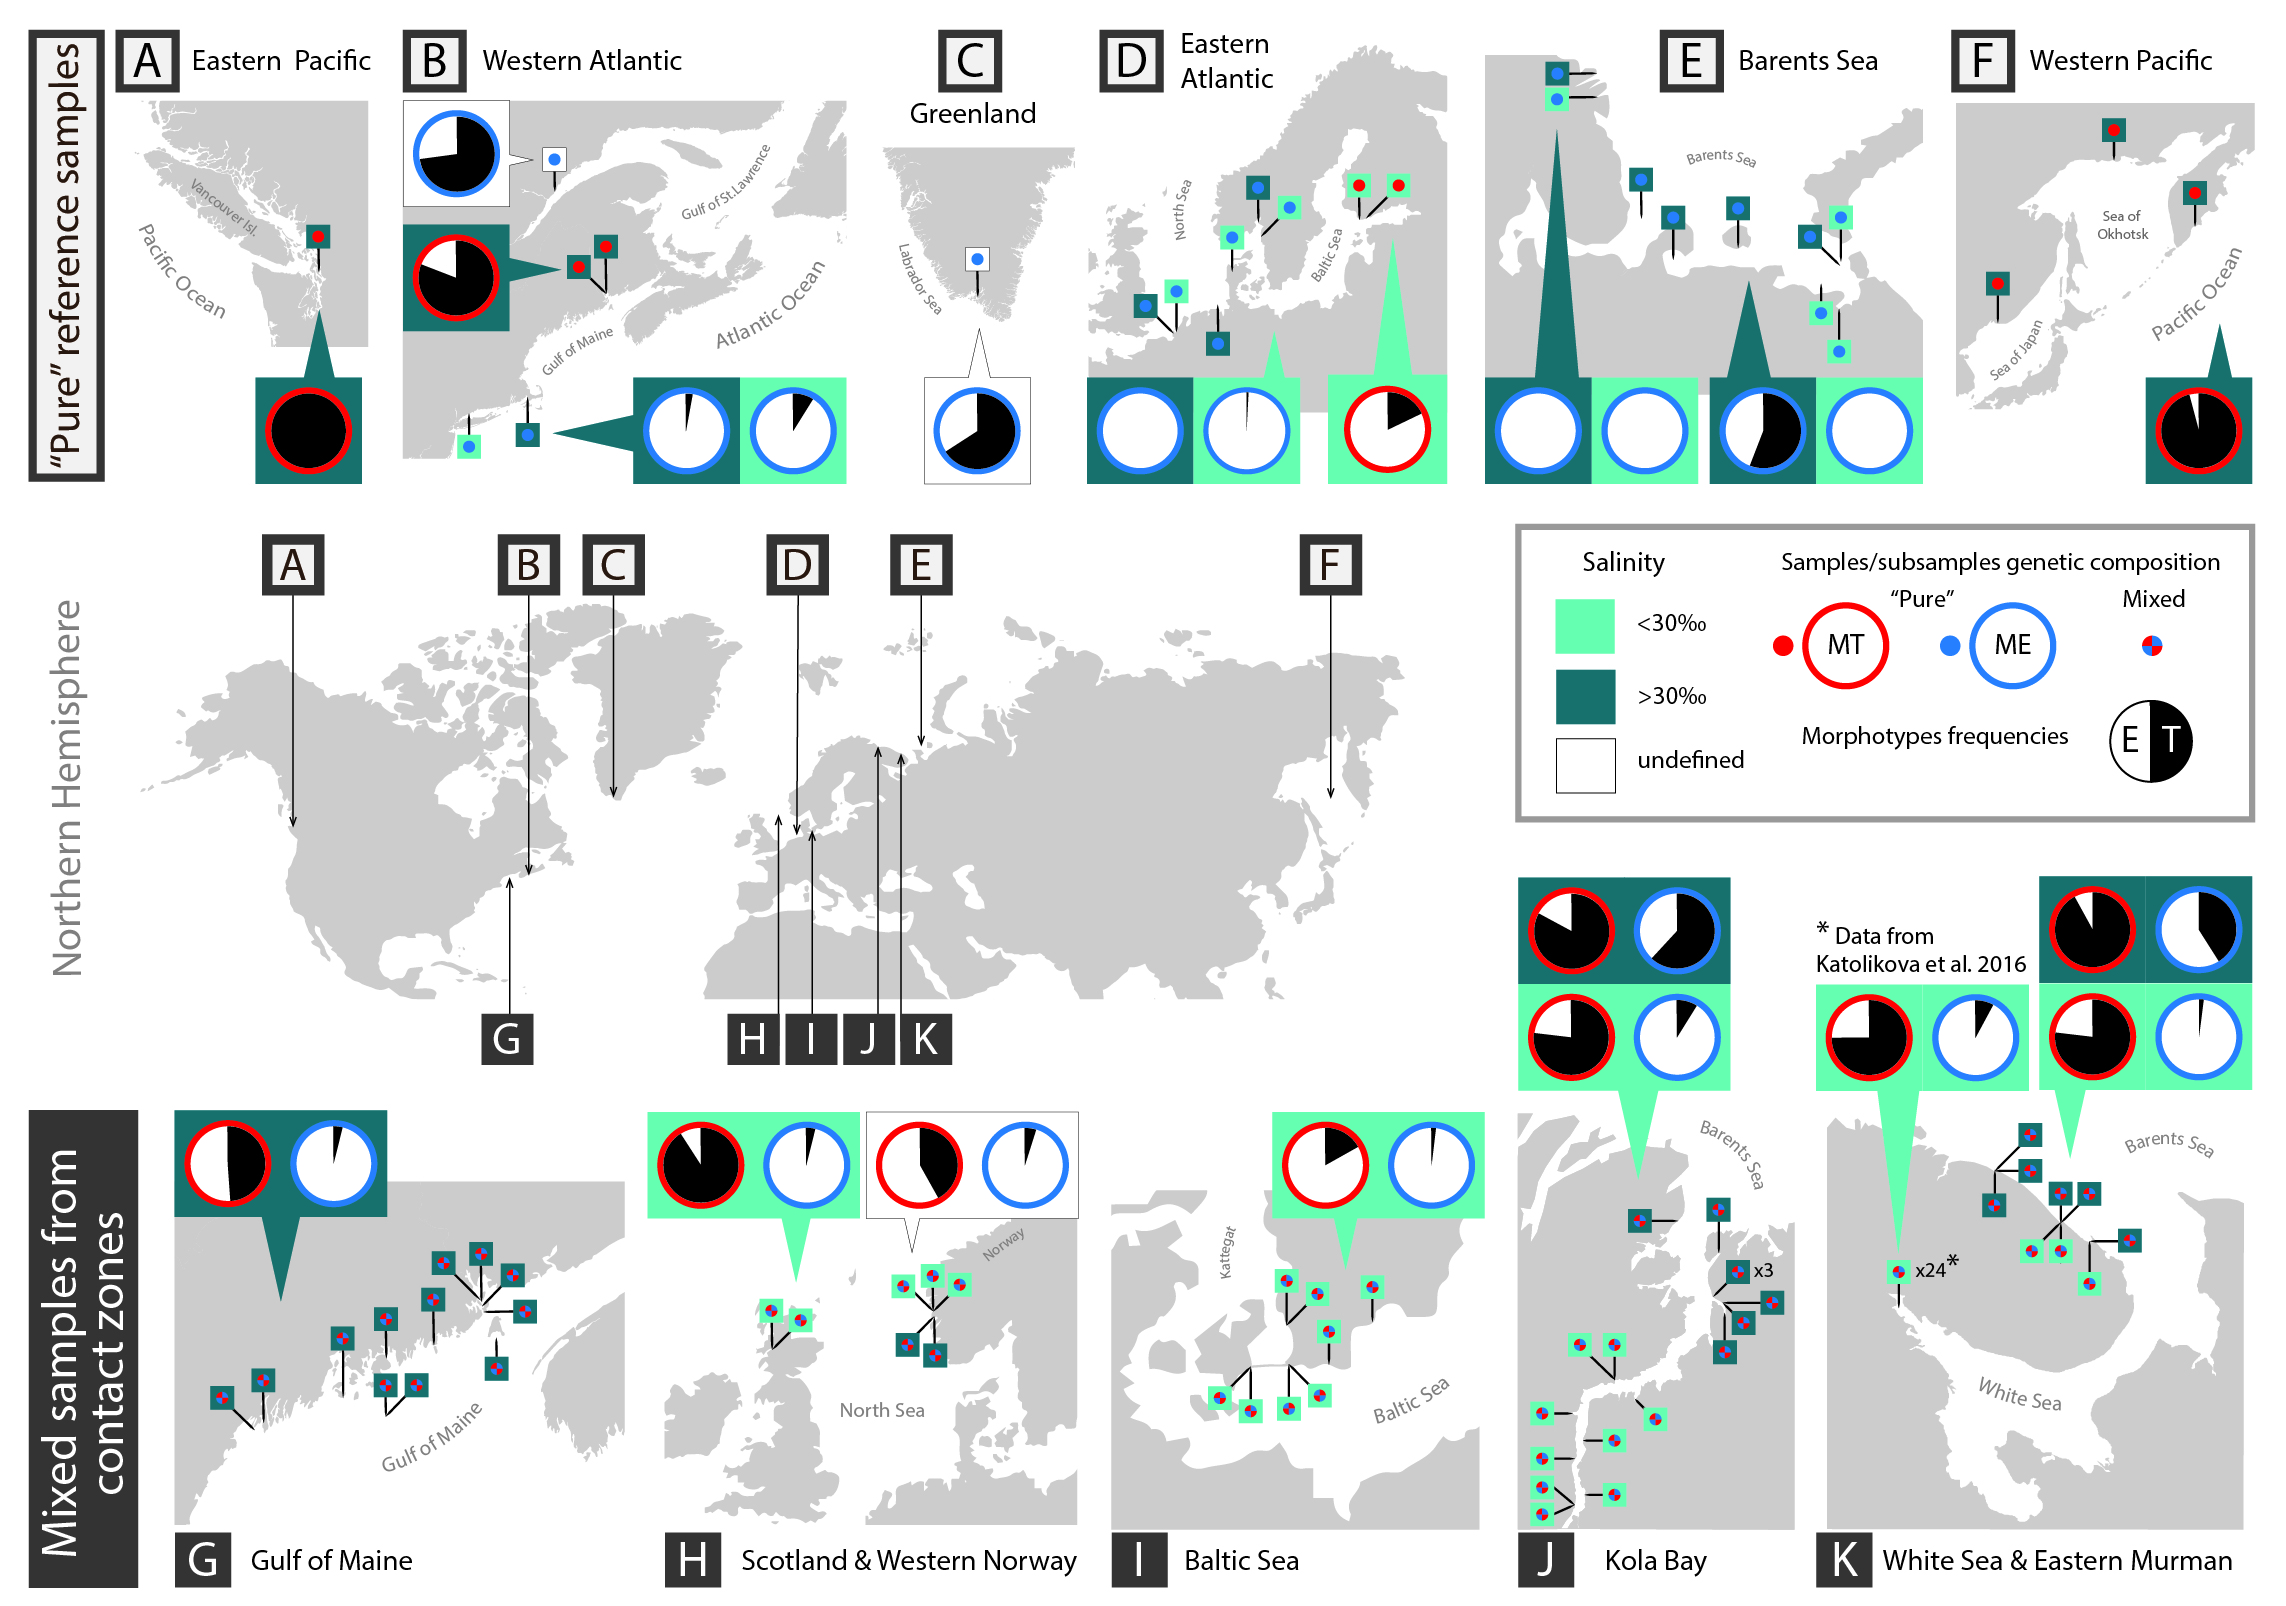 "Pure" reference samples
A
Eastern Pacific
Vancouver Isl.
Pacific Ocean
B
Western Atlantic
Gulf of St.Lawrence
Gulf of Maine
Atlantic Ocean
C
Greenland
Labrador Sea
D
Eastern
Atlantic
North Sea
Baltic Sea
E
Barents Sea
Barents Sea
F
Western Pacific
Sea of
Okhotsk
Sea of Japan
Pacific Ocean
Northern Hemisphere
A
B
C
D
E
F
G
H
I
J
K
Salinity
<30‰
>30‰
undefined
Samples/subsamples genetic composition
"Pure"
Mixed
MT
ME
Morphotypes frequencies
E
T
Mixed samples from
contact zones
Gulf of Maine
G
Gulf of Maine
Norway
North Sea
H
Scotland & Western Norway
Kattegat
Baltic Sea
I
Baltic Sea
Barents Sea
x3
J
Kola Bay
* Data from
Katolikova et al. 2016
Barents Sea
x24*
White Sea
K
White Sea & Eastern Murman